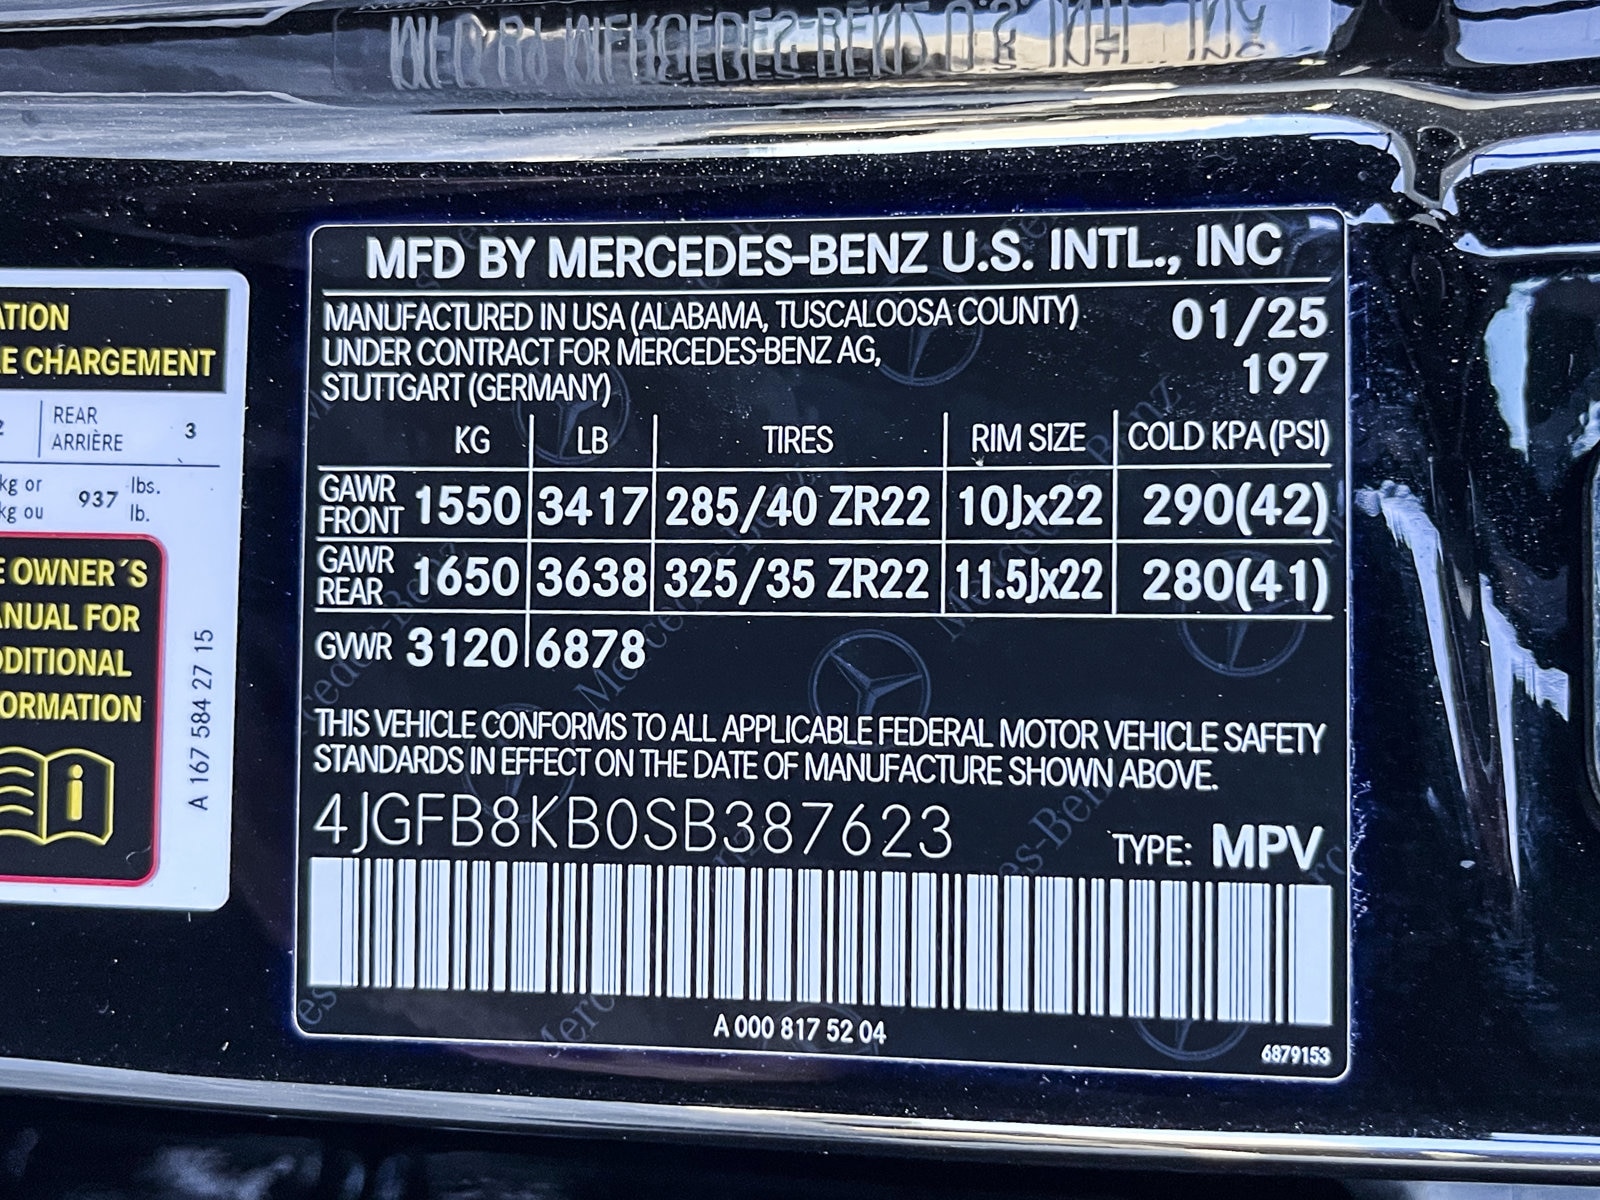 MFD BY MERCEDES-BENZ U.S. INTL., INC
MANUFACTURED IN USA (ALABAMA, TUSCALOOSA COUNTY)
UNDER CONTRACT FOR MERCEDES-BENZ AG,
STUTTGART (GERMANY)
01/25
197
KG LB TIRES RIM SIZE COLD KPA (PSI)
GAWR FRONT 1550 3417 285/40 ZR22 10Jx22 290(42)
GAWR REAR 1650 3638 325/35 ZR22 11.5Jx22 280(41)
GVWR 3120 6878
THIS VEHICLE CONFORMS TO ALL APPLICABLE FEDERAL MOTOR VEHICLE SAFETY
STANDARDS IN EFFECT ON THE DATE OF MANUFACTURE SHOWN ABOVE.
4JGFB8KB0SB387623
TYPE: MPV
A 000 817 52 04
6879153
CHARGEMENT
REAR
ARRIÈRE 3
kg or
kg ou 937 lbs.
lb.
OWNER´S
FOR
A 167 584 27 15